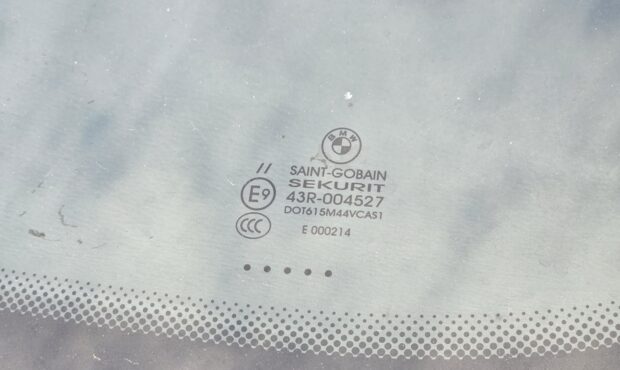 BMW
//
SAINT-GOBAIN
SEKURIT
E9
43R-004527
DOT615M44VCAS1
CCC
E 000214